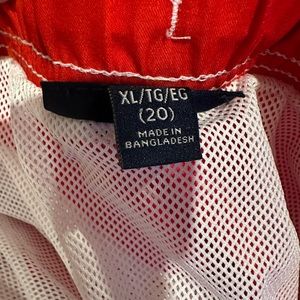 XL/TG/EG
(20)
MADE IN
BANGLADESH